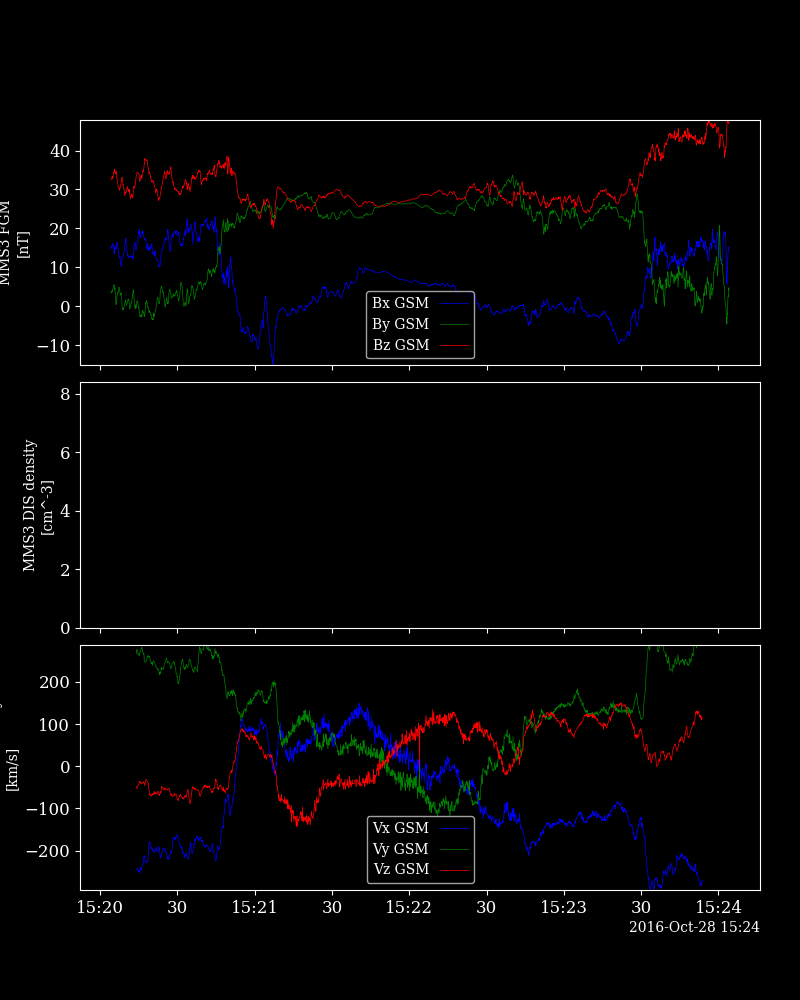 40
30
20
10
0
−10
MMS3 FGM
[nT]
Bx GSM
By GSM
Bz GSM
8
6
4
2
0
MMS3 DIS density
[cm^-3]
200
100
0
−100
−200
[km/s]
Vx GSM
Vy GSM
Vz GSM
15:20 30 15:21 30 15:22 30 15:23 30 15:24
2016-Oct-28 15:24